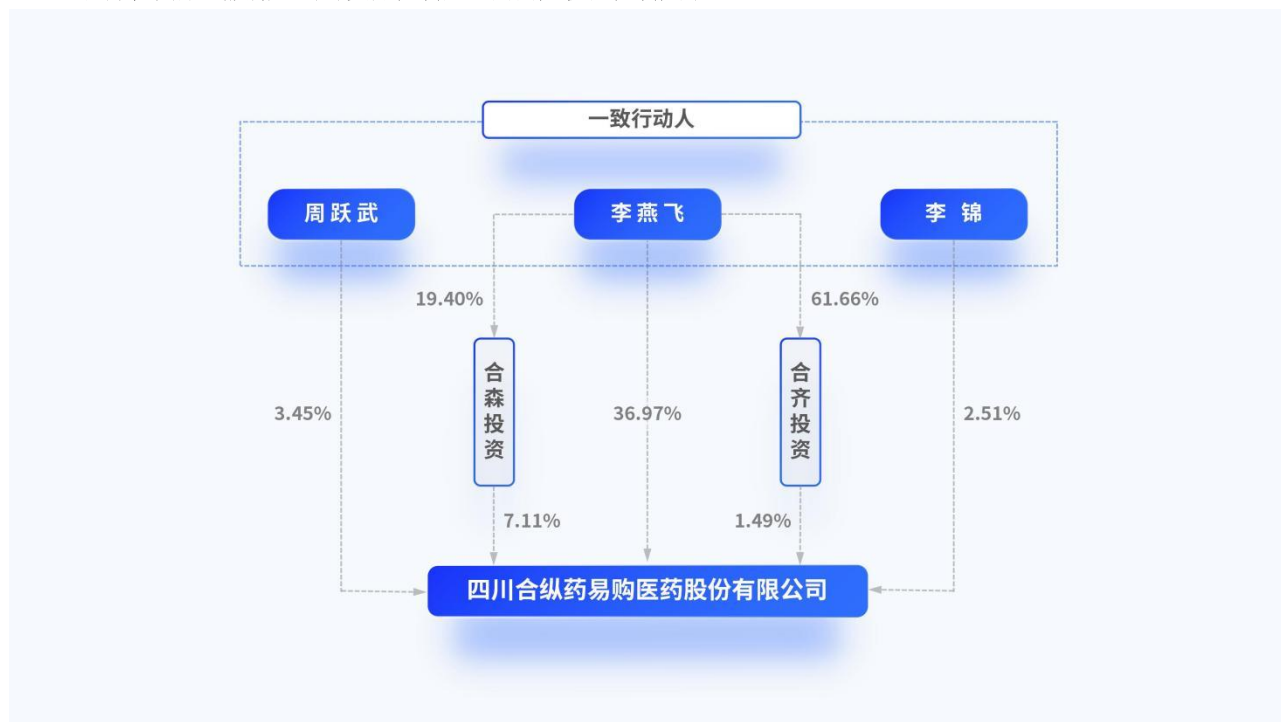 一致行动人
周跃武
李燕飞
李 锦
19.40%
61.66%
合森投资
合齐投资
3.45%
36.97%
2.51%
7.11%
1.49%
四川合纵药易购医药股份有限公司